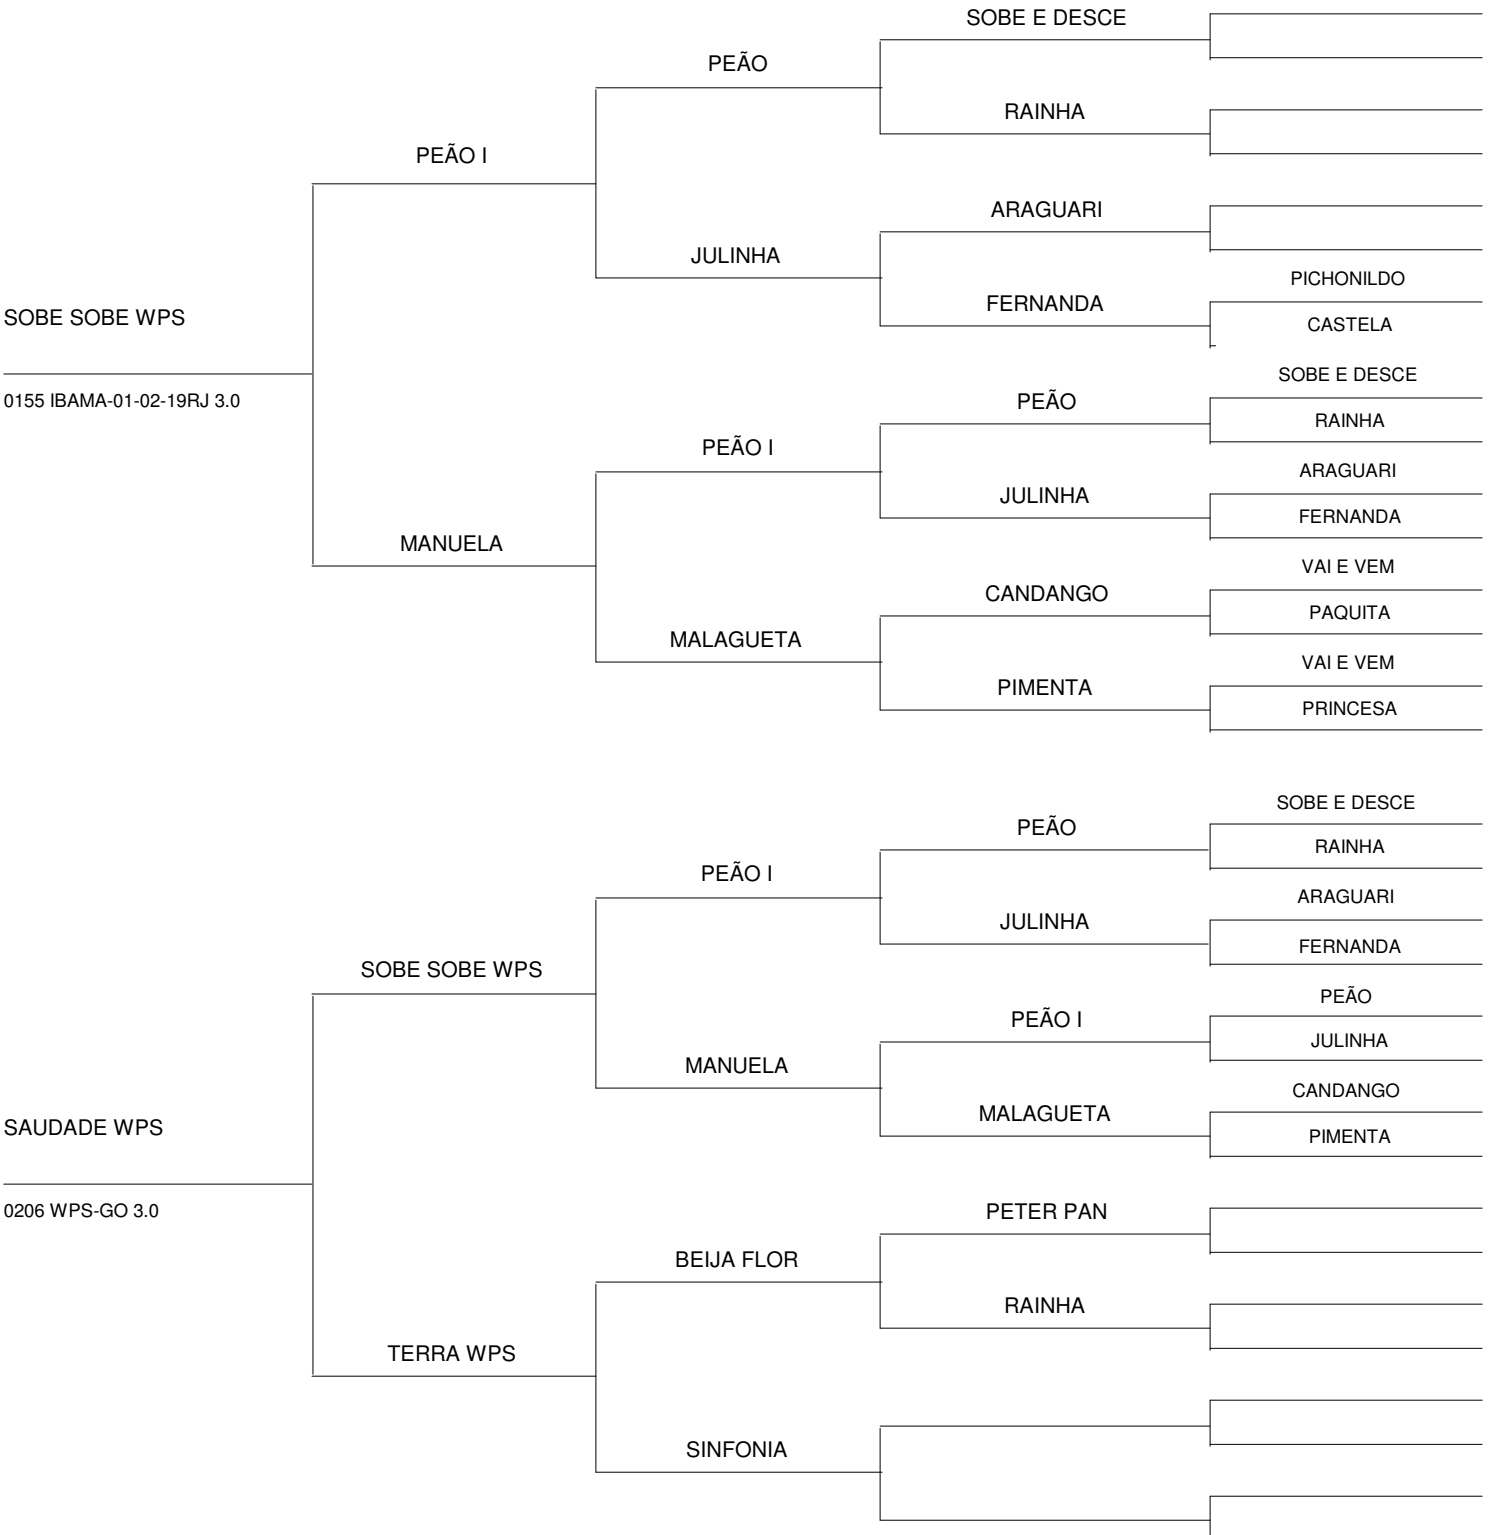 SOBE E DESCE
PEÃO
RAINHA
PEÃO I
ARAGUARI
JULINHA
PICHONILDO
FERNANDA
SOBE SOBE WPS
CASTELA
SOBE E DESCE
0155 IBAMA-01-02-19RJ 3.0
PEÃO
RAINHA
PEÃO I
ARAGUARI
JULINHA
FERNANDA
MANUELA
VAI E VEM
CANDANGO
PAQUITA
MALAGUETA
VAI E VEM
PIMENTA
PRINCESA
SOBE E DESCE
PEÃO
RAINHA
PEÃO I
ARAGUARI
JULINHA
FERNANDA
SOBE SOBE WPS
PEÃO
PEÃO I
JULINHA
MANUELA
CANDANGO
MALAGUETA
SAUDADE WPS
PIMENTA
0206 WPS-GO 3.0
PETER PAN
BEIJA FLOR
RAINHA
TERRA WPS
SINFONIA